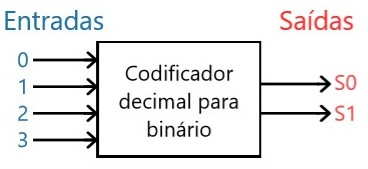 Entradas
Saídas
0
1
2
3
Codificador
decimal para
binário
S0
S1